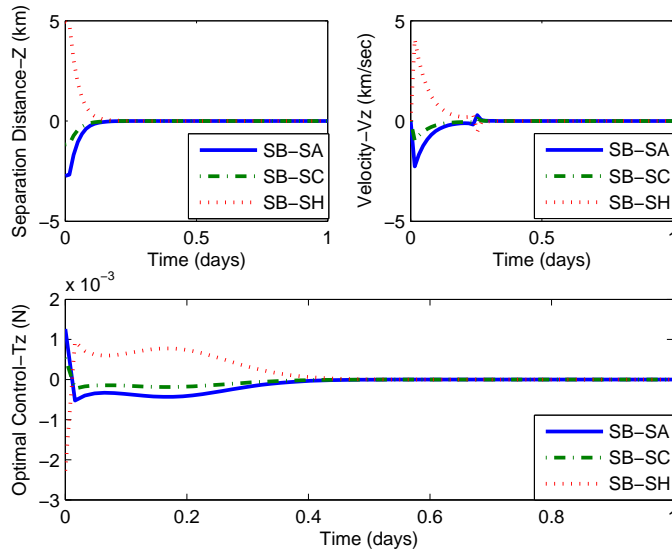 Separation Distance−Z (km)
5
0
−5
0
0.5
1
Time (days)
SB−SA
SB−SC
SB−SH
Velocity−Vz (km/sec)
5
0
−5
0
0.5
1
Time (days)
SB−SA
SB−SC
SB−SH
x 10−3
Optimal Control−Tz (N)
2
1
0
−1
−2
−3
0
0.2
0.4
0.6
0.8
1
Time (days)
SB−SA
SB−SC
SB−SH